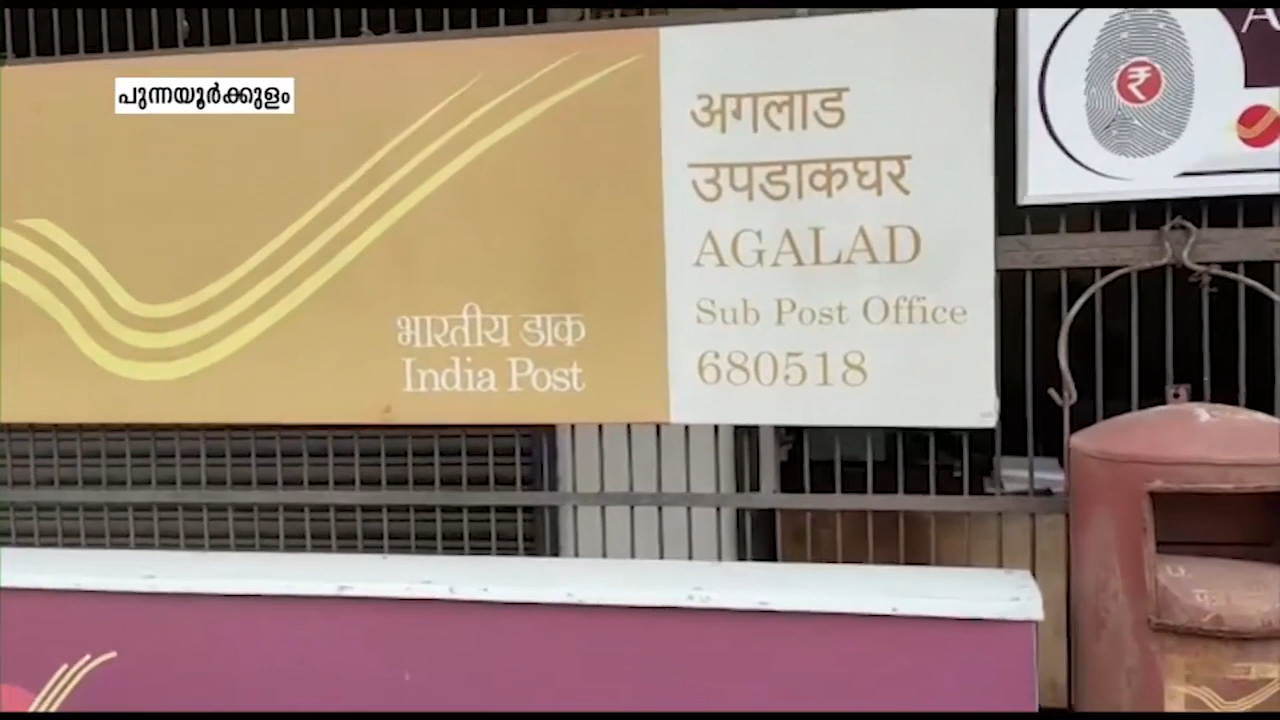 പുന്നയൂർക്കുളം
भारतीय डाक
India Post
अगलाड
उपडाकघर
AGALAD
Sub Post Office
680518
₹
A